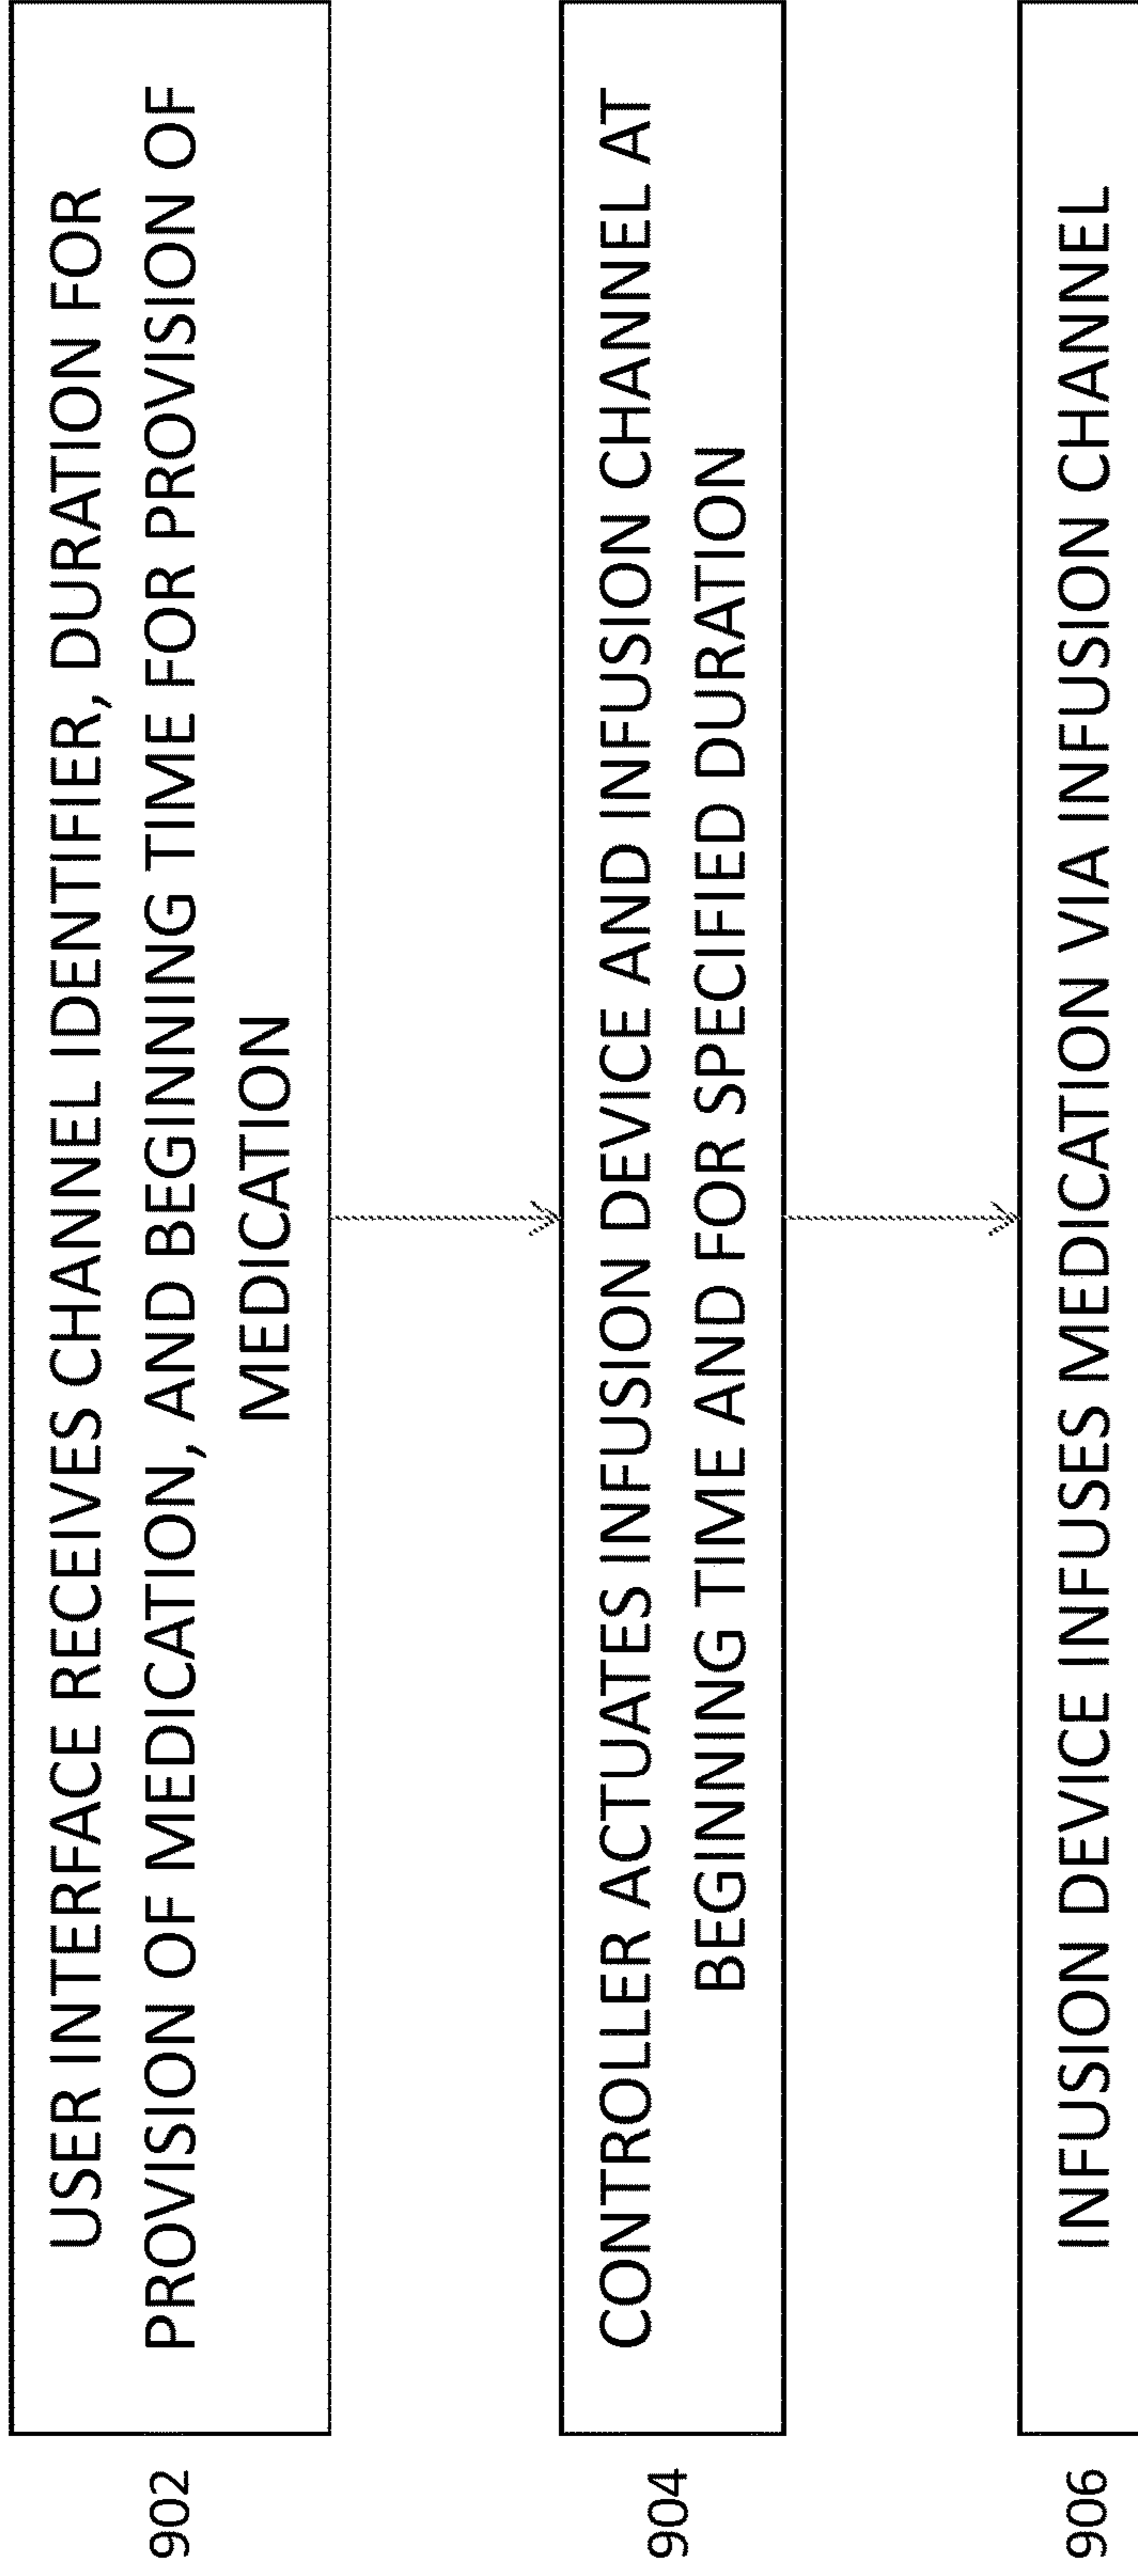 902
USER INTERFACE RECEIVES CHANNEL IDENTIFIER, DURATION FOR
PROVISION OF MEDICATION, AND BEGINNING TIME FOR PROVISION OF
MEDICATION
904
CONTROLLER ACTUATES INFUSION DEVICE AND INFUSION CHANNEL AT
BEGINNING TIME AND FOR SPECIFIED DURATION
906
INFUSION DEVICE INFUSES MEDICATION VIA INFUSION CHANNEL